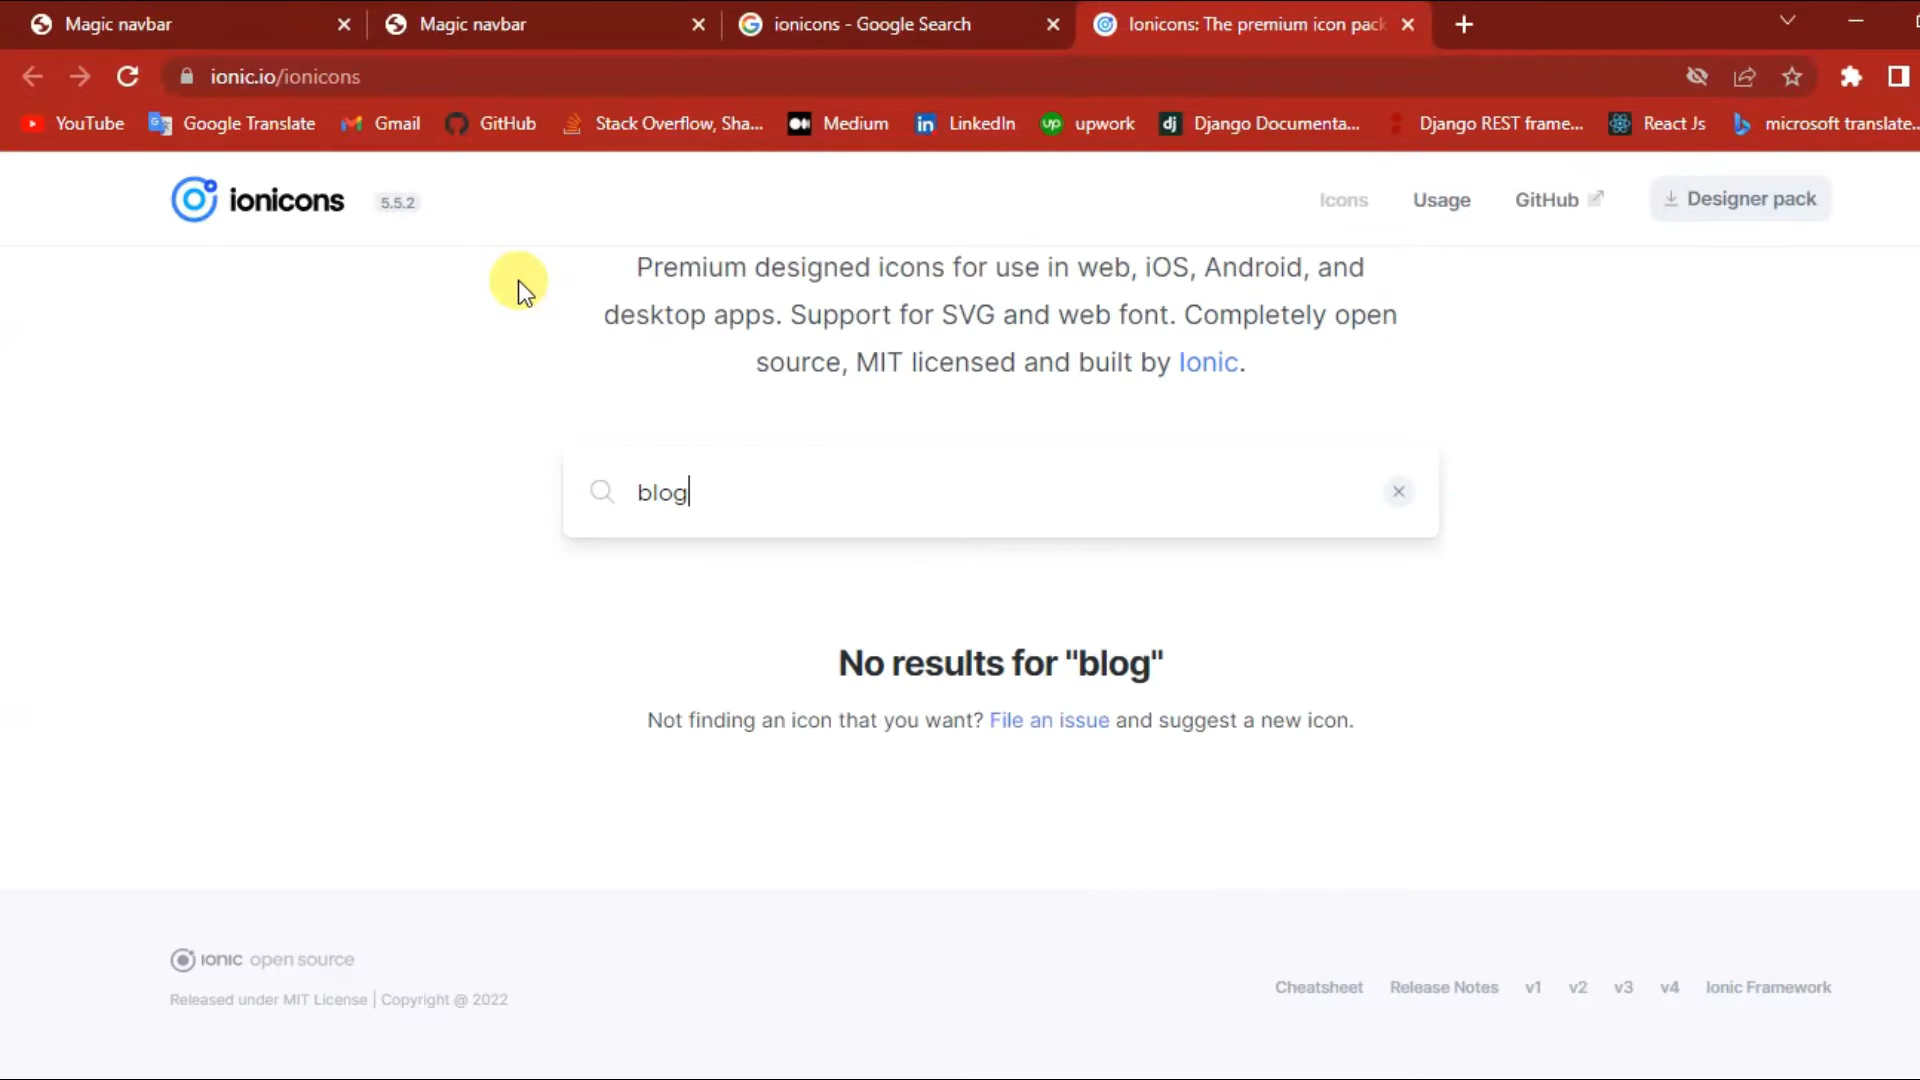 Magic navbar
Magic navbar
ionicons - Google Search
Ionicons: The premium icon pack
ionic.io/ionicons
YouTube
Google Translate
Gmail
GitHub
Stack Overflow, Sha...
Medium
LinkedIn
up upwork
dj Django Documenta...
Django REST frame...
React Js
microsoft translate...
ionicons 5.5.2
Icons
Usage
GitHub
Designer pack
Premium designed icons for use in web, iOS, Android, and
desktop apps. Support for SVG and web font. Completely open
source, MIT licensed and built by Ionic.
blog
No results for "blog"
Not finding an icon that you want? File an issue and suggest a new icon.
ionic open source
Released under MIT License | Copyright @ 2022
Cheatsheet
Release Notes
v1
v2
v3
v4
Ionic Framework